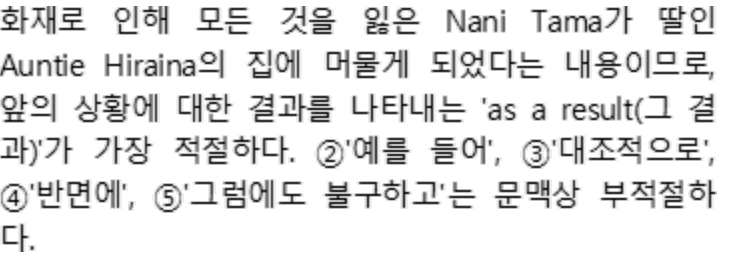 화재로 인해 모든 것을 잃은 Nani Tama가 딸인
Auntie Hiraina의 집에 머물게 되었다는 내용이므로,
앞의 상황에 대한 결과를 나타내는 'as a result(그 결
과)'가 가장 적절하다. ②'예를 들어', ③'대조적으로',
④'반면에', ⑤'그럼에도 불구하고'는 문맥상 부적절하
다.